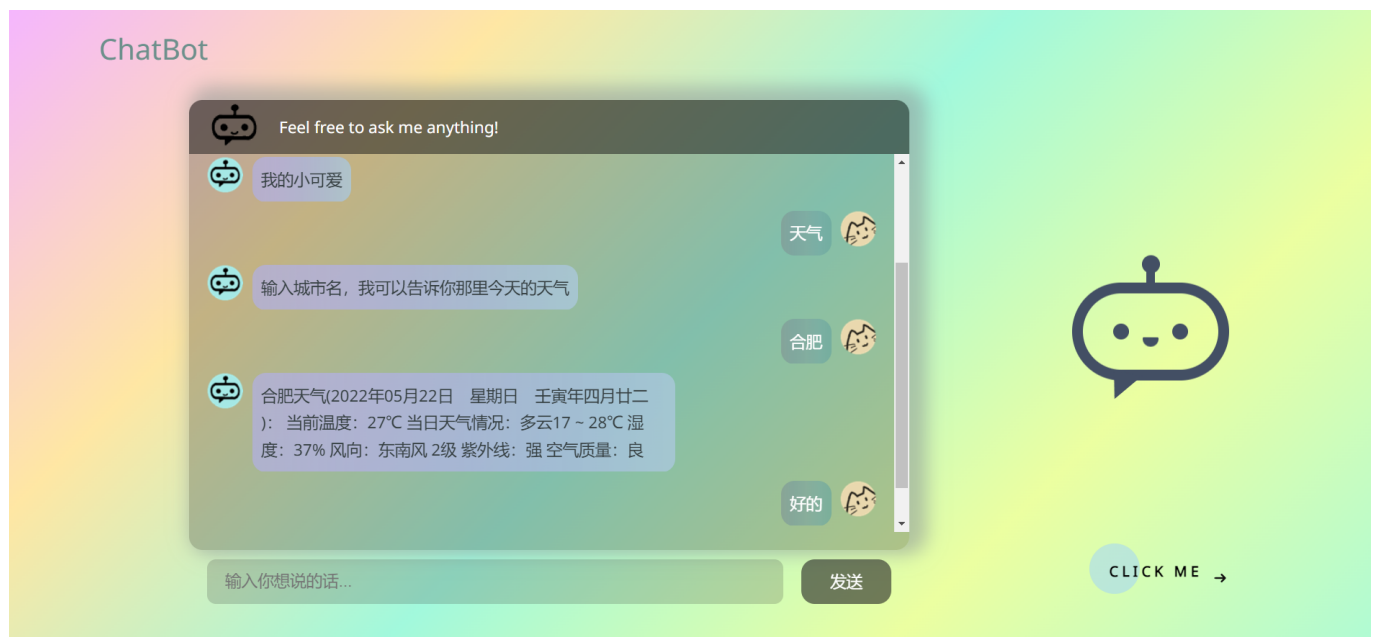 ChatBot
Feel free to ask me anything!
我的小可爱
天气
输入城市名，我可以告诉你那里今天的天气
合肥
合肥天气(2022年05月22日　星期日　壬寅年四月廿二
)： 当前温度：27℃ 当日天气情况：多云17 ~ 28℃ 湿
度：37% 风向：东南风 2级 紫外线：强 空气质量：良
好的
输入你想说的话...
发送
CLICK ME →